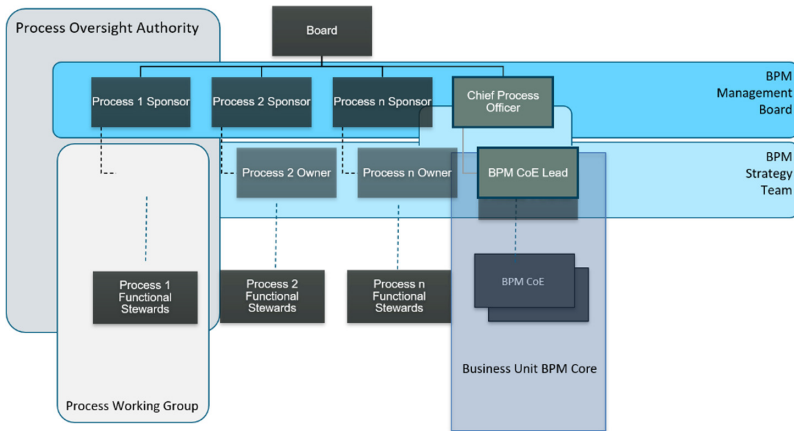 Process Oversight Authority
Board
BPM
Management
Board
Process 1 Sponsor
Process 2 Sponsor
Process n Sponsor
Chief Process
Officer
BPM
Strategy
Team
Process 2 Owner
Process n Owner
BPM CoE Lead
Process 1
Functional
Stewards
Process 2
Functional
Stewards
Process n
Functional
Stewards
BPM CoE
Business Unit BPM Core
Process Working Group